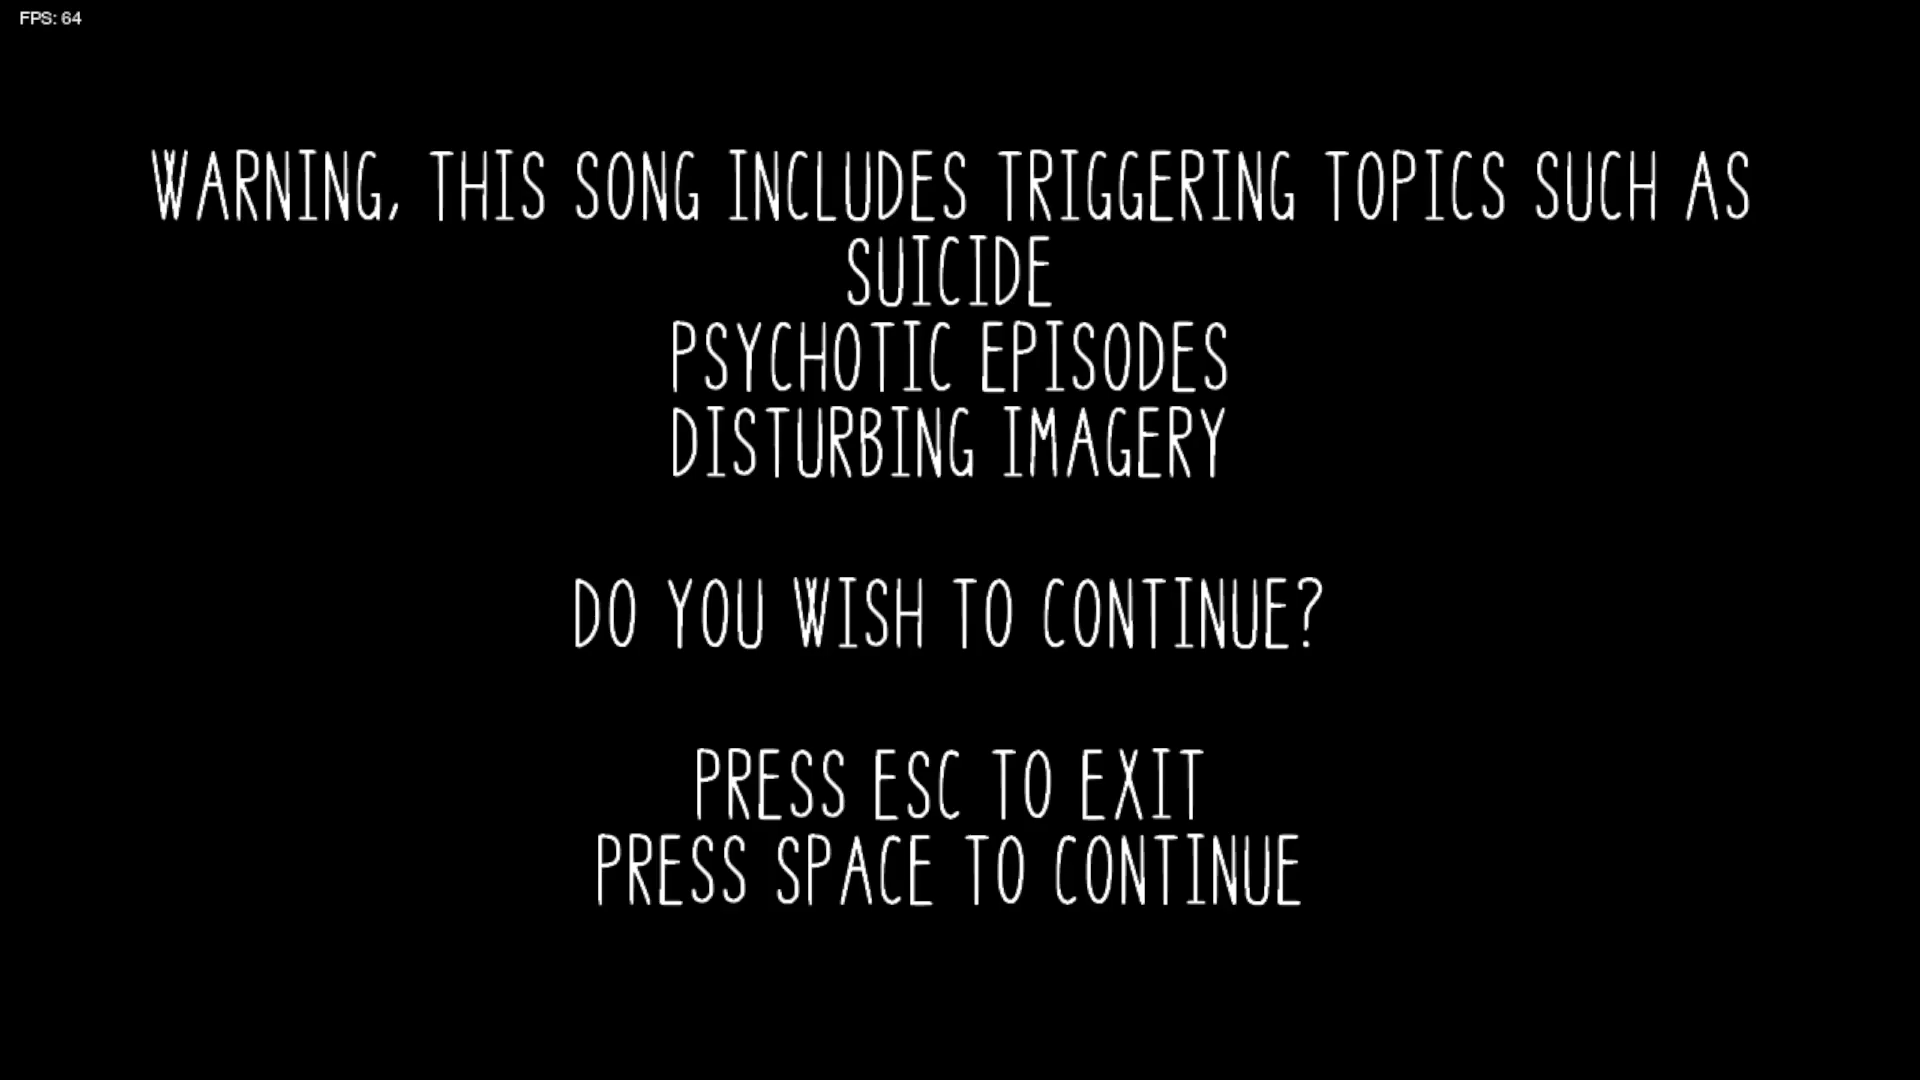 FPS: 64
WARNING, THIS SONG INCLUDES TRIGGERING TOPICS SUCH AS
SUICIDE
PSYCHOTIC EPISODES
DISTURBING IMAGERY
DO YOU WISH TO CONTINUE?
PRESS ESC TO EXIT
PRESS SPACE TO CONTINUE